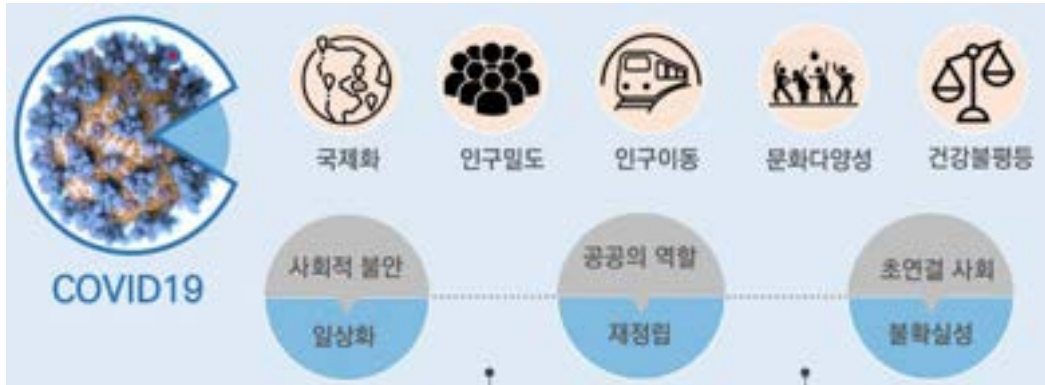 국제화
인구밀도
인구이동
문화다양성
건강불평등
COVID19
사회적 불안
일상화
공공의 역할
재정립
초연결 사회
불확실성